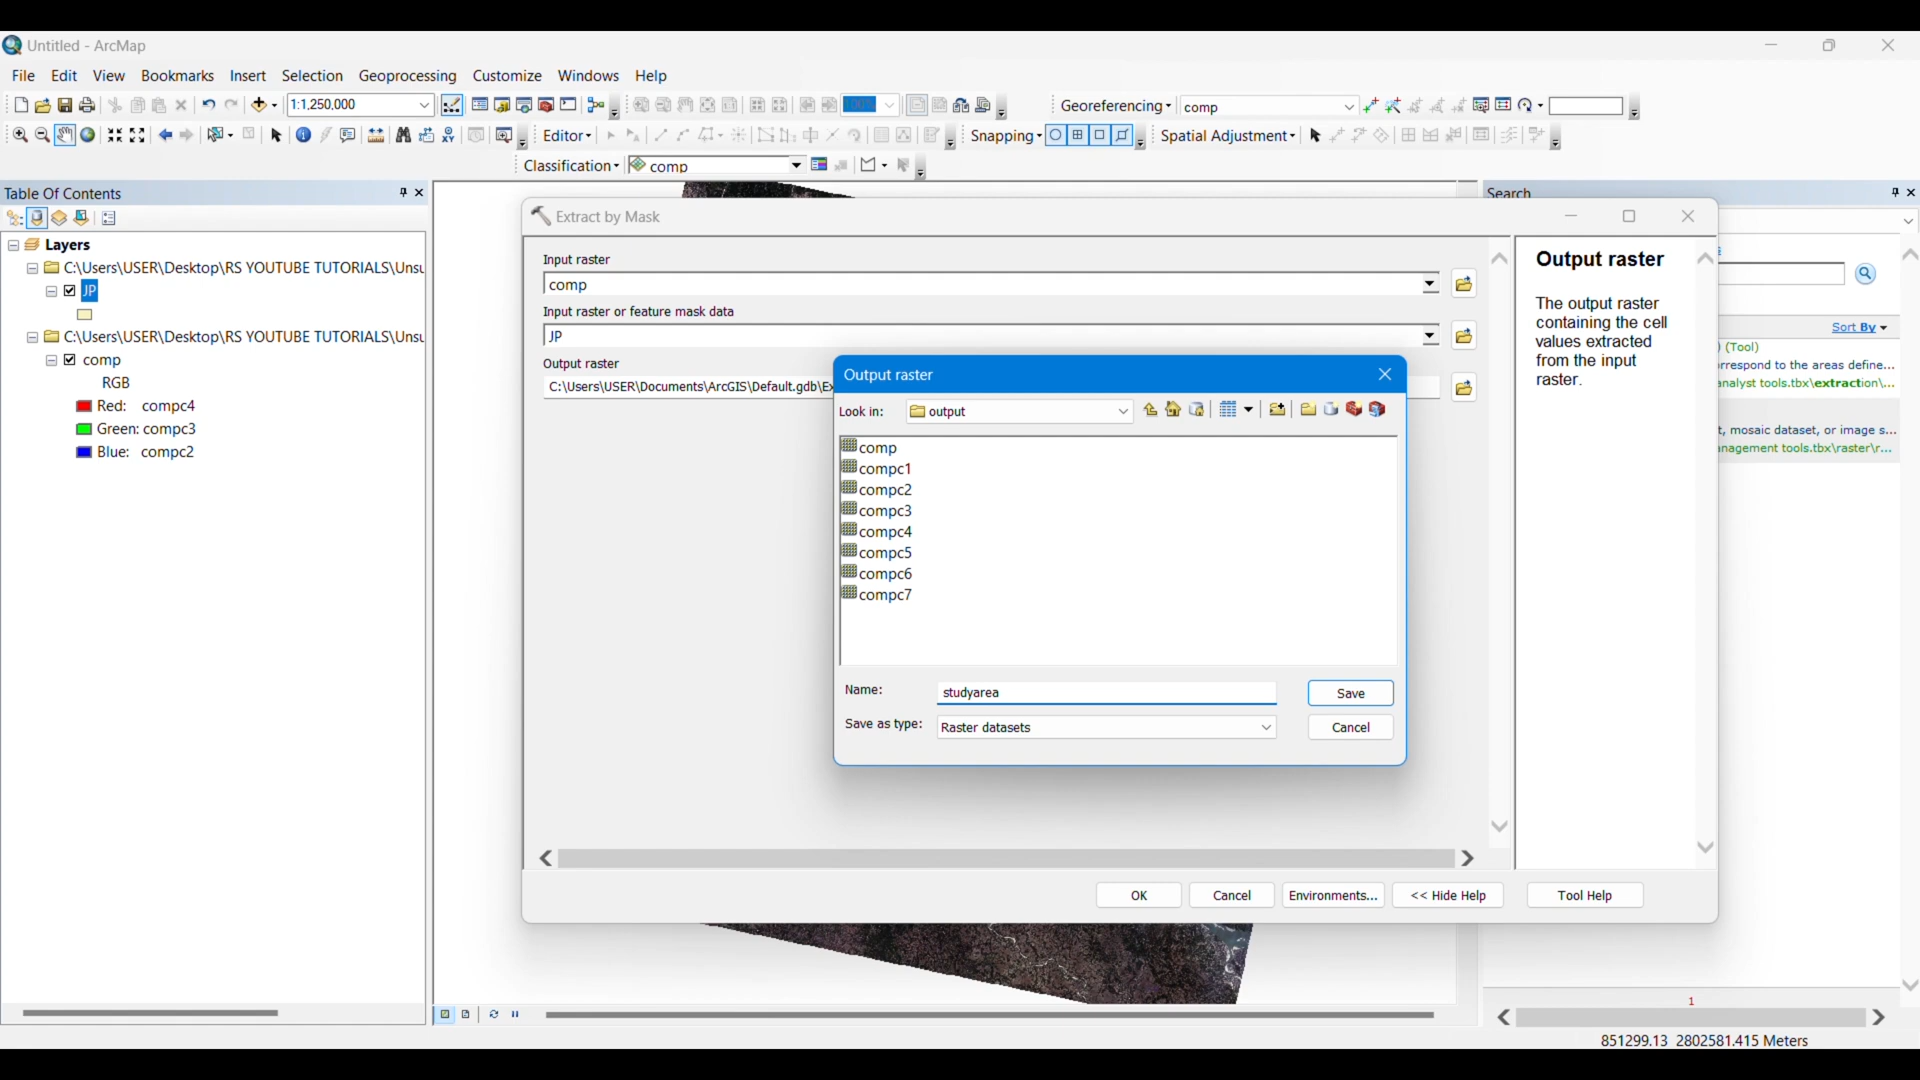 Untitled - ArcMap
File Edit View Bookmarks Insert Selection Geoprocessing Customize Windows Help
1:1,250,000
100%
Georeferencing comp
Editor Snapping Spatial Adjustment
Classification comp
Table Of Contents
Layers
C:\Users\USER\Desktop\RS YOUTUBE TUTORIALS\Unsu
JP
C:\Users\USER\Desktop\RS YOUTUBE TUTORIALS\Unsu
comp
RGB
Red: compc4
Green: compc3
Blue: compc2
Extract by Mask
Input raster
comp
Input raster or feature mask data
JP
Output raster
C:\Users\USER\Documents\ArcGIS\Default.gdb\Ex
Output raster
Look in: output
comp
compc1
compc2
compc3
compc4
compc5
compc6
compc7
Name: studyarea
Save
Save as type: Raster datasets
Cancel
OK Cancel Environments... << Hide Help Tool Help
Output raster
The output raster
containing the cell
values extracted
from the input
raster.
Search
Sort By
) (Tool)
rrespond to the areas define...
analyst tools.tbx\extraction\...
t, mosaic dataset, or image s...
nagement tools.tbx\raster\r...
1
851299.13 2802581.415 Meters